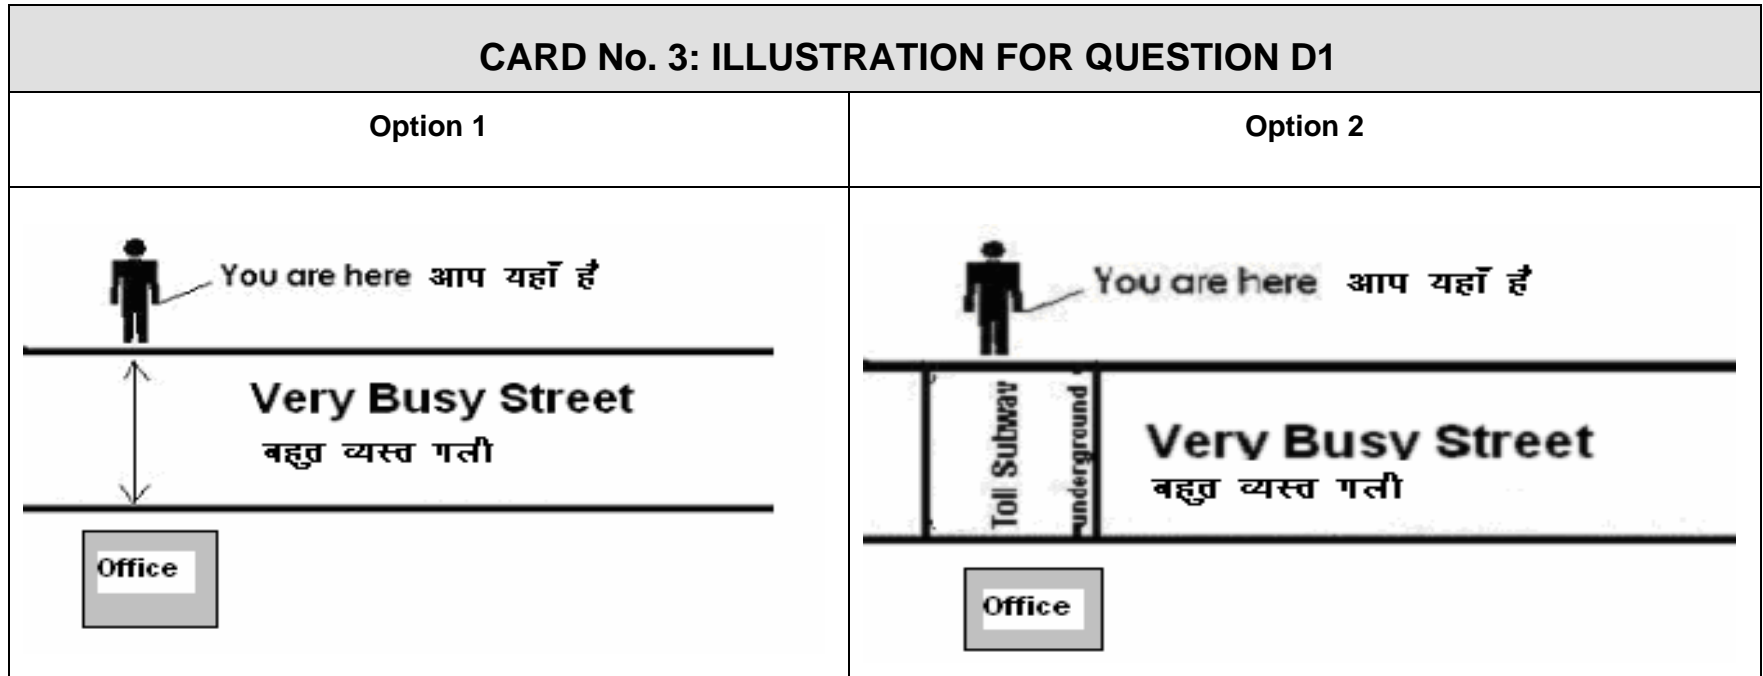 CARD No. 3: ILLUSTRATION FOR QUESTION D1
Option 1
Option 2
You are here आप यहाँ हैं
Very Busy Street
बहुत व्यस्त गली
Office
You are here आप यहाँ हैं
Toll Subway
underground
Very Busy Street
बहुत व्यस्त गली
Office